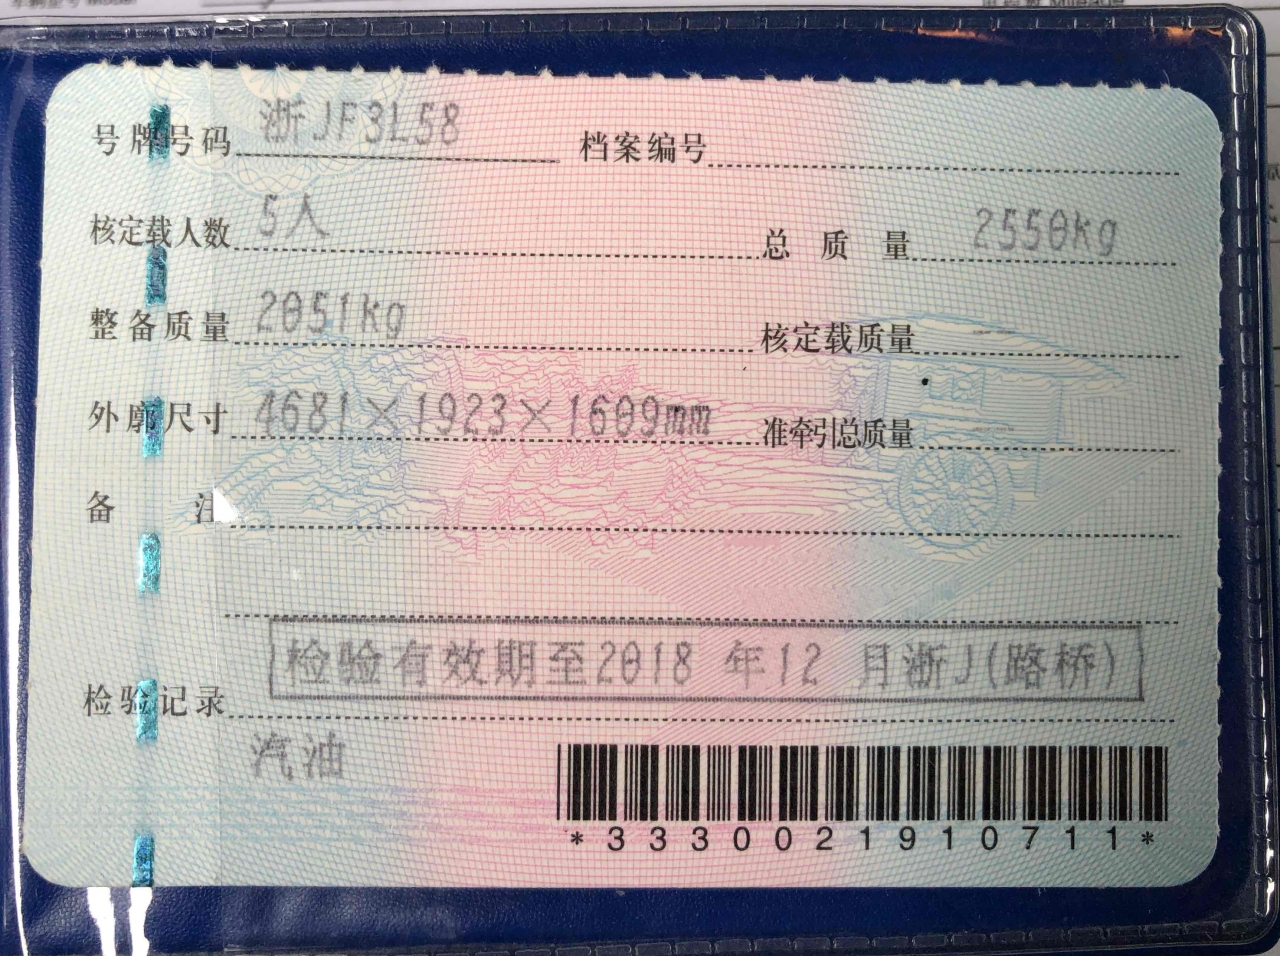 号牌号码 浙JF3L58 档案编号
核定载人数 5人 总质量 2550kg
整备质量 2051kg 核定载质量
外廓尺寸 4681×1923×1609mm 准牵引总质量
备注
检验记录 检验有效期至2018 年12 月浙J(路桥)
汽油
*3330021910711*